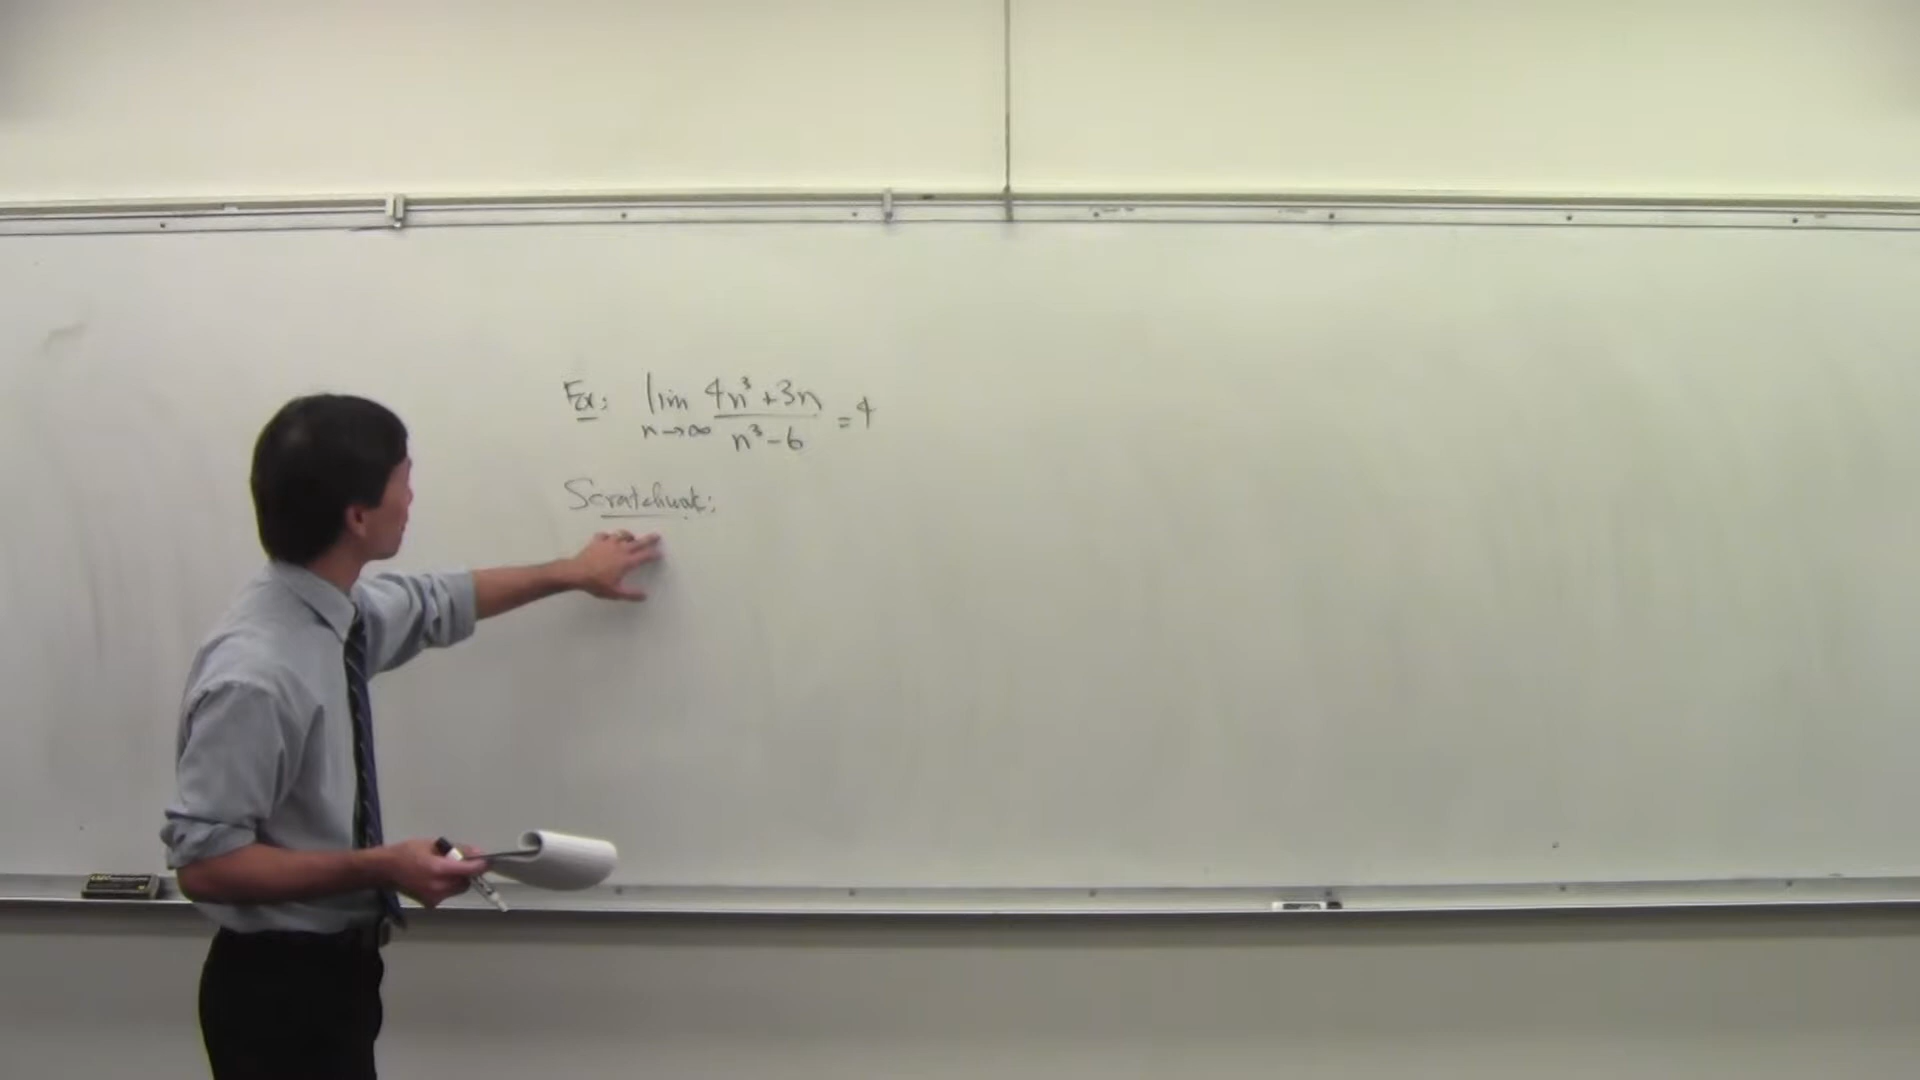 Ex: lim n→∞ (4n³+3n)/(n³-6) = 4
Scratchwork: